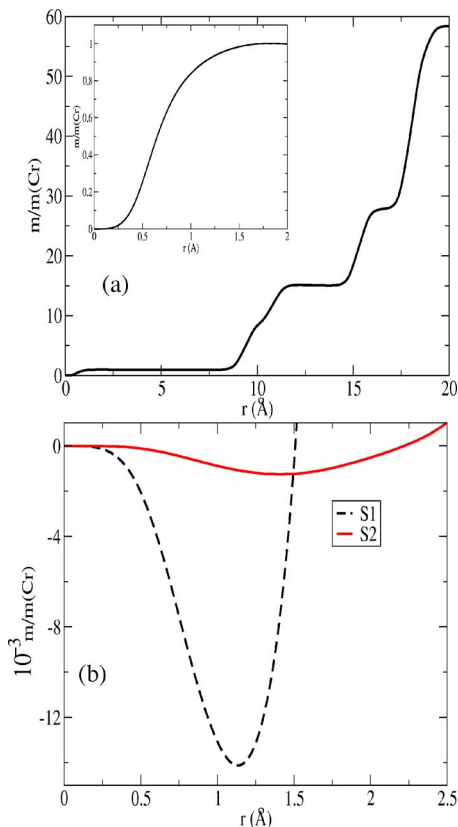 60
50
40
30
20
10
0
m/m(Cr)
1
0,8
0,6
0,4
0,2
0
m/m(Cr)
0 0.5 1 1.5 2
r (Å)
(a)
0 5 10 15 20
r (Å)
0
-4
-8
-12
10⁻³m/m(Cr)
S1
S2
(b)
0 0.5 1 1.5 2 2.5
r (Å)